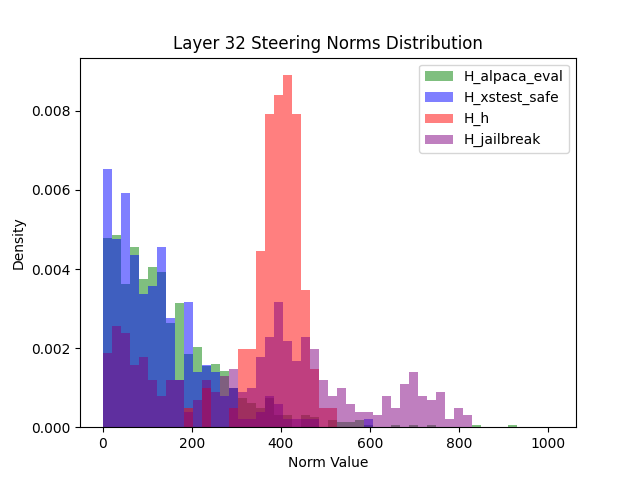 Layer 32 Steering Norms Distribution
H_alpaca_eval
H_xstest_safe
H_h
H_jailbreak
0.008
0.006
0.004
0.002
0.000
Density
0 200 400 600 800 1000
Norm Value